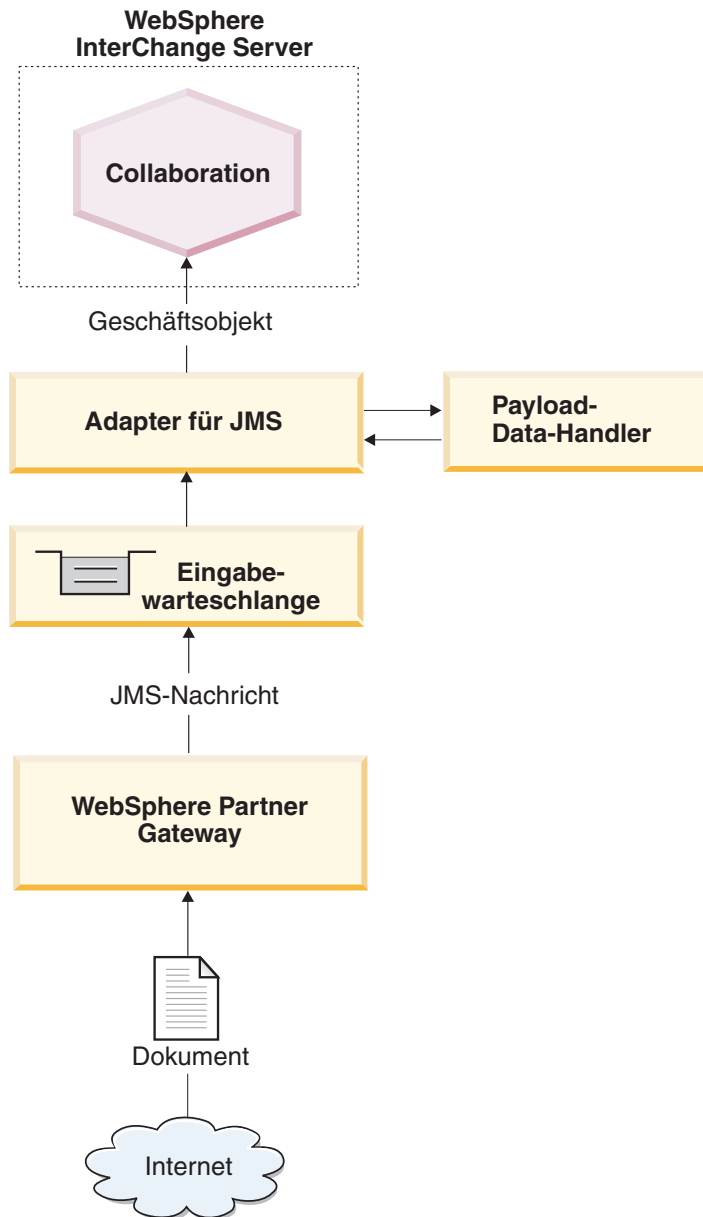 WebSphere
InterChange Server
Collaboration
Geschäftsobjekt
Adapter für JMS
Payload-
Data-Handler
Eingabe-
warteschlange
JMS-Nachricht
WebSphere Partner
Gateway
Dokument
Internet